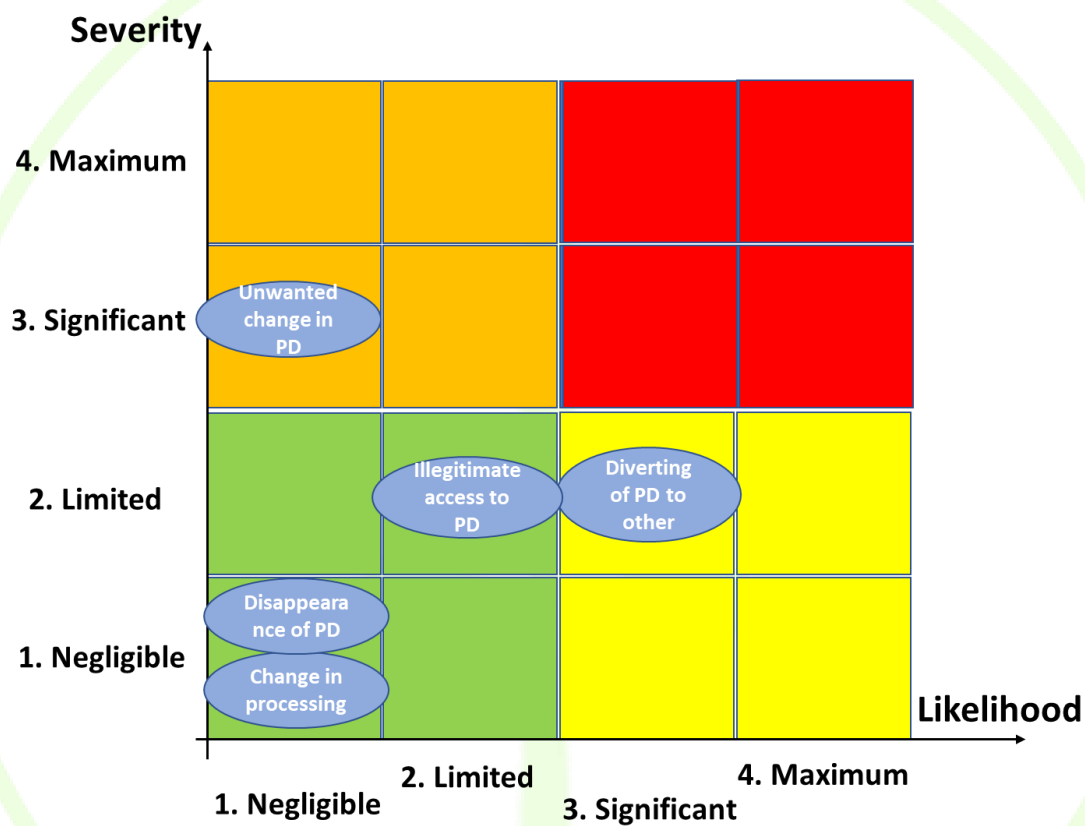 Severity
4. Maximum
3. Significant
Unwanted
change in
PD
2. Limited
Illegitimate
access to
PD
Diverting
of PD to
other
1. Negligible
Disappeara
nce of PD
Change in
processing
Likelihood
1. Negligible
2. Limited
3. Significant
4. Maximum